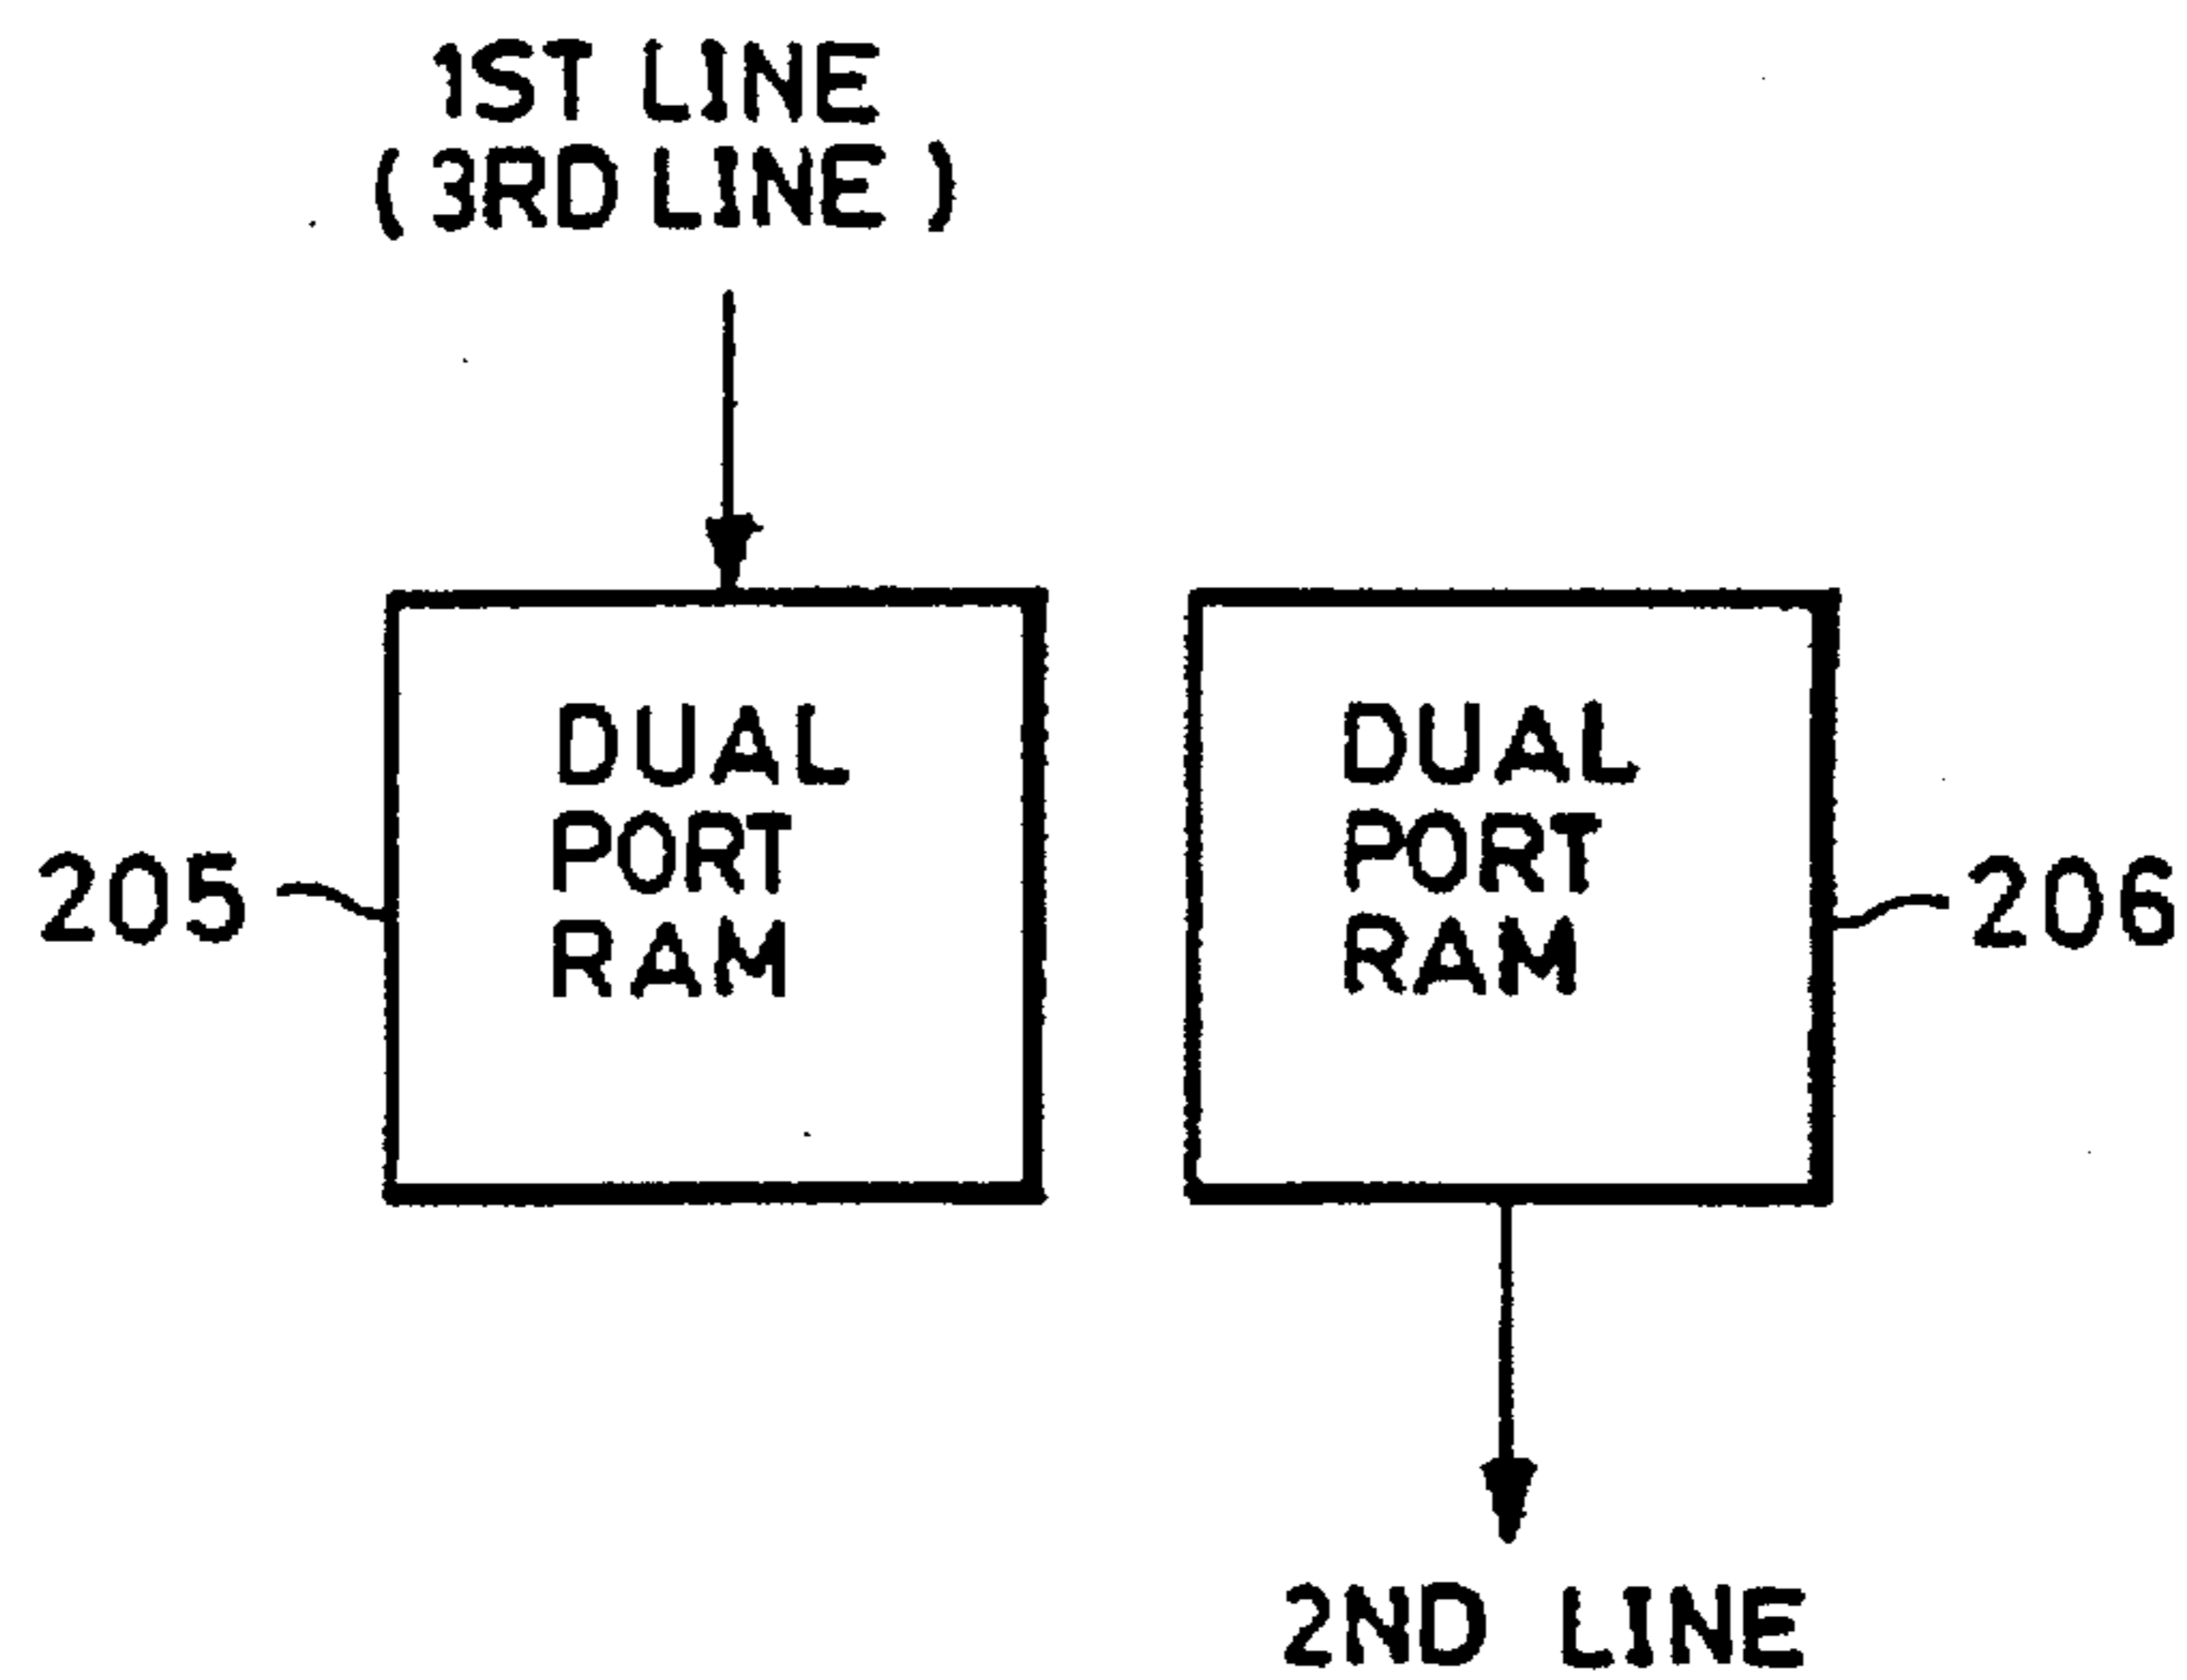 1ST LINE
( 3RD LINE )
DUAL
PORT
RAM
205
DUAL
PORT
RAM
206
2ND LINE